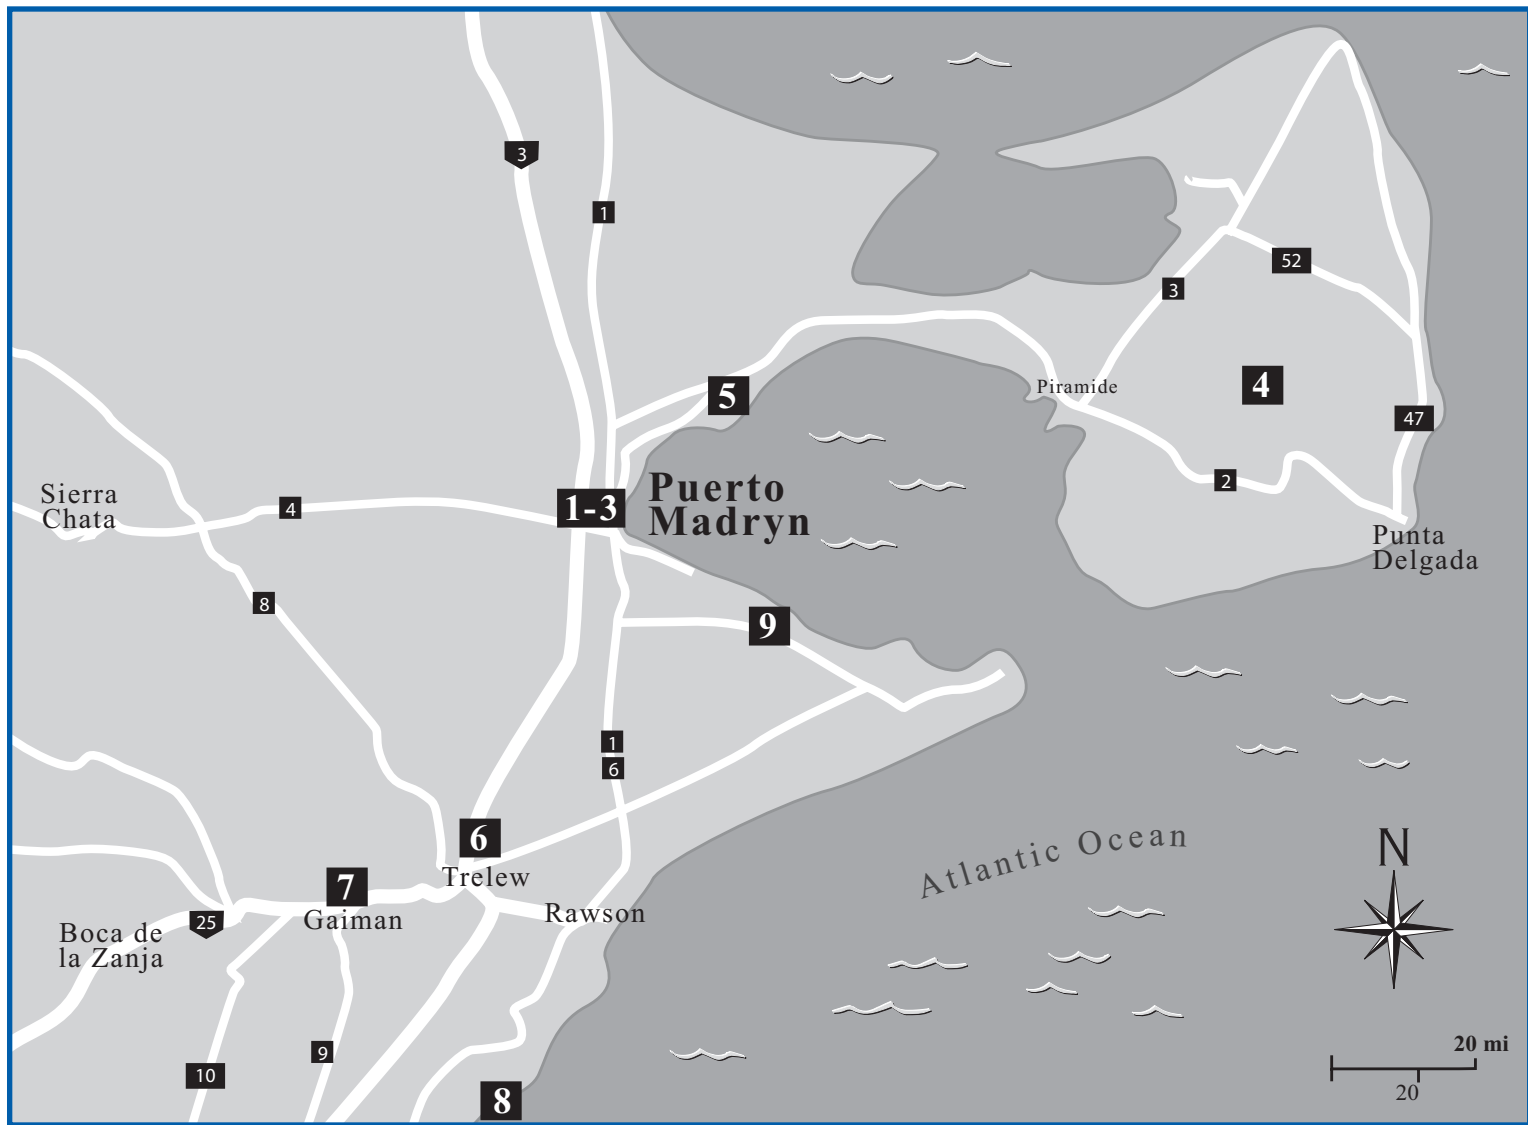 3
1
52
3
4
Piramide
5
47
2
Sierra
Chata
4
1-3
Puerto
Madryn
Punta
Delgada
8
9
1
6
6
Trelew
Atlantic Ocean
N
7
Gaiman
Rawson
25
Boca de
la Zanja
9
10
8
20 mi
20